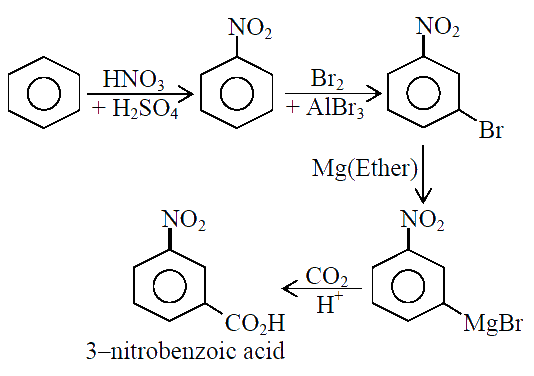 NO₂ NO₂
HNO₃ Br₂
+ H₂SO₄ + AlBr₃
Br
Mg(Ether)
NO₂ NO₂
CO₂
H⁺
CO₂H MgBr
3–nitrobenzoic acid